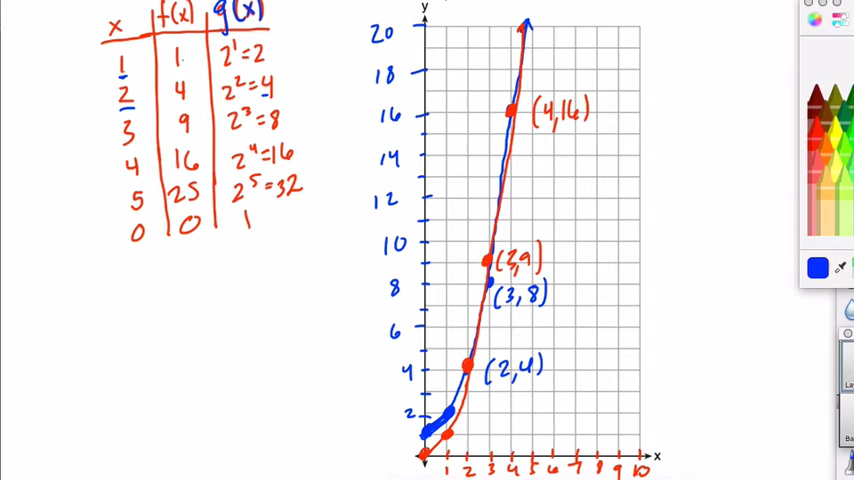 x f(x) g(x)
1 1. 2¹=2
2 4 2²=4
3 9 2³=8
4 16 2⁴=16
5 25 2⁵=32
0 0 1
y
20
18
16
14
12
10
8
6
4
2
(4,16)
(3,9)
(3,8)
(2,4)
x
1 2 3 4 5 6 7 8 9 10
La
Ba